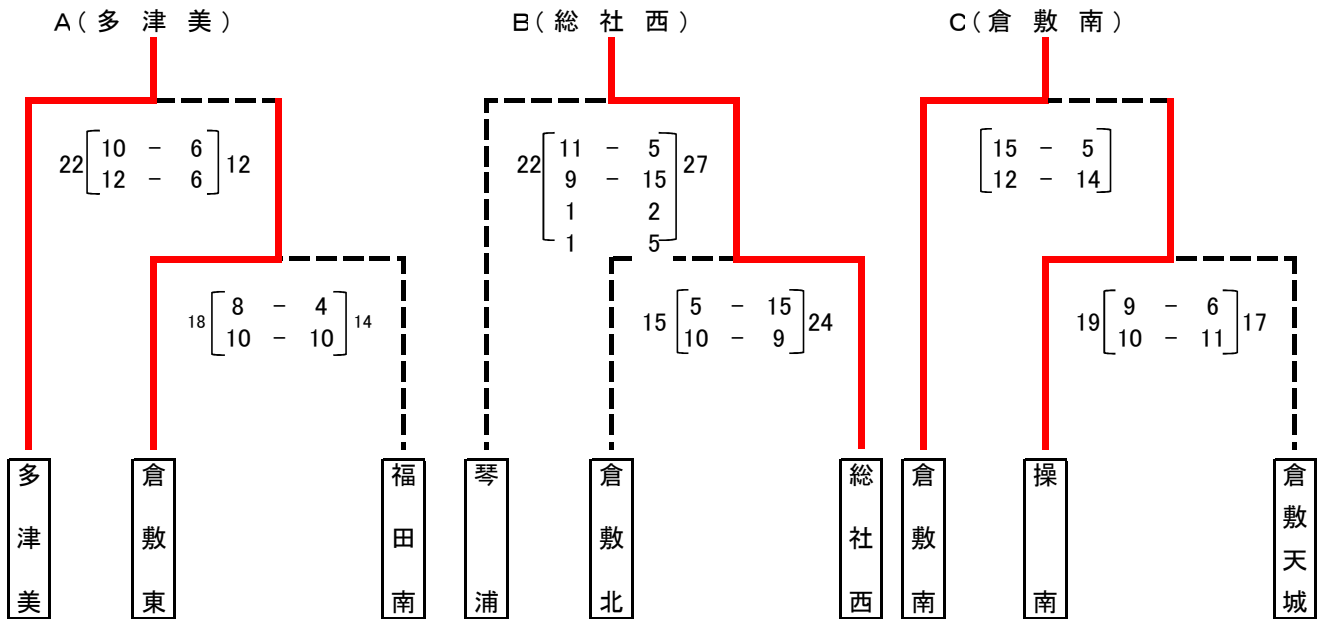 A(多津美)
B(総社西)
C(倉敷南)
22 10 - 6 12
12 - 6
22 11 - 5 27
9 - 15
1 2
1 5
15 - 5
12 - 14
18 8 - 4 14
10 - 10
15 5 - 15 24
10 - 9
19 9 - 6 17
10 - 11
多津美
倉敷東
福田南
琴浦
倉敷北
総社西
倉敷南
操南
倉敷天城